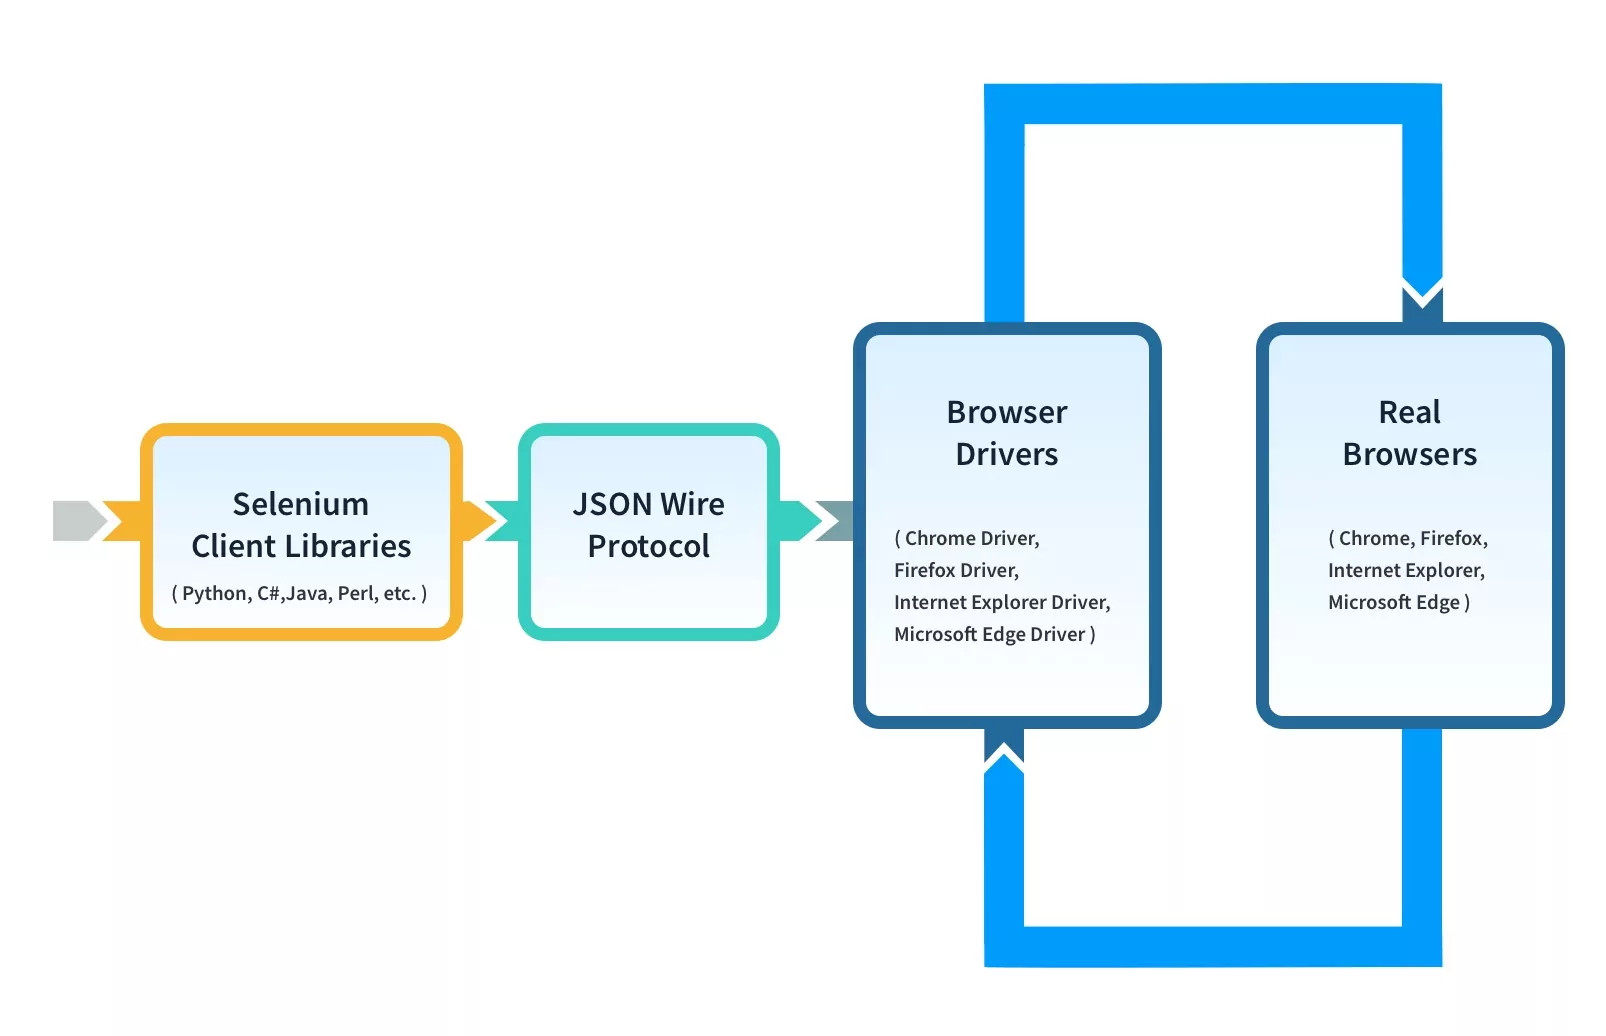 Selenium
Client Libraries
( Python, C#,Java, Perl, etc. )
JSON Wire
Protocol
Browser
Drivers
( Chrome Driver,
Firefox Driver,
Internet Explorer Driver,
Microsoft Edge Driver )
Real
Browsers
( Chrome, Firefox,
Internet Explorer,
Microsoft Edge )